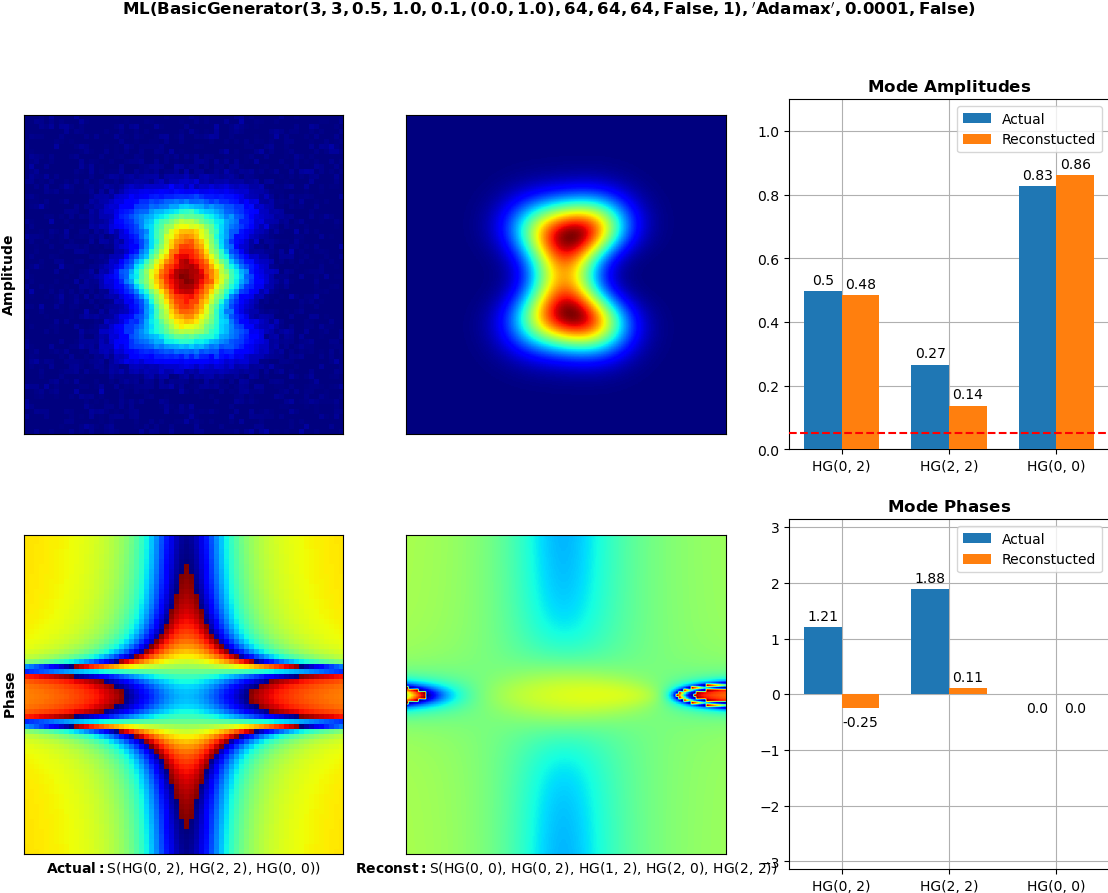 ML(BasicGenerator(3, 3, 0.5, 1.0, 0.1, (0.0, 1.0), 64, 64, 64, False, 1), ′Adamax′, 0.0001, False)
Amplitude
Mode Amplitudes
Actual
Reconstucted
1.0
0.8
0.6
0.4
0.2
0.0
0.5
0.48
0.27
0.14
0.83
0.86
HG(0, 2)
HG(2, 2)
HG(0, 0)
Phase
Actual: S(HG(0, 2), HG(2, 2), HG(0, 0))
Reconst: S(HG(0, 0), HG(0, 2), HG(1, 2), HG(2, 0), HG(2, 2))
Mode Phases
Actual
Reconstucted
3
2
1
0
−1
−2
−3
1.21
-0.25
1.88
0.11
0.0
0.0
HG(0, 2)
HG(2, 2)
HG(0, 0)